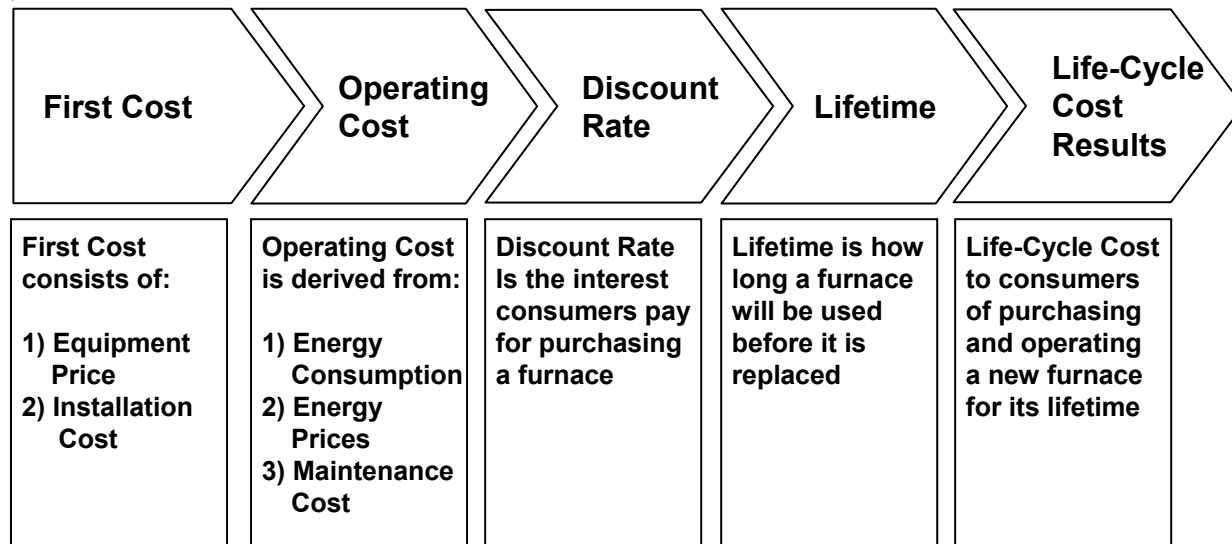 First Cost
Operating
Cost
Discount
Rate
Lifetime
Life-Cycle
Cost
Results
First Cost
consists of:
1) Equipment
Price
2) Installation
Cost
Operating Cost
is derived from:
1) Energy
Consumption
2) Energy
Prices
3) Maintenance
Cost
Discount Rate
Is the interest
consumers pay
for purchasing
a furnace
Lifetime is how
long a furnace
will be used
before it is
replaced
Life-Cycle Cost
to consumers
of purchasing
and operating
a new furnace
for its lifetime